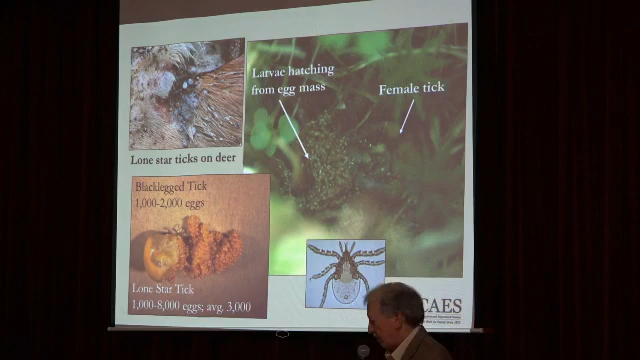 Larvae hatching
from egg mass
Female tick
Lone star ticks on deer
Blacklegged Tick
1,000-2,000 eggs
Lone Star Tick
1,000-8,000 eggs; avg. 3,000
CAES